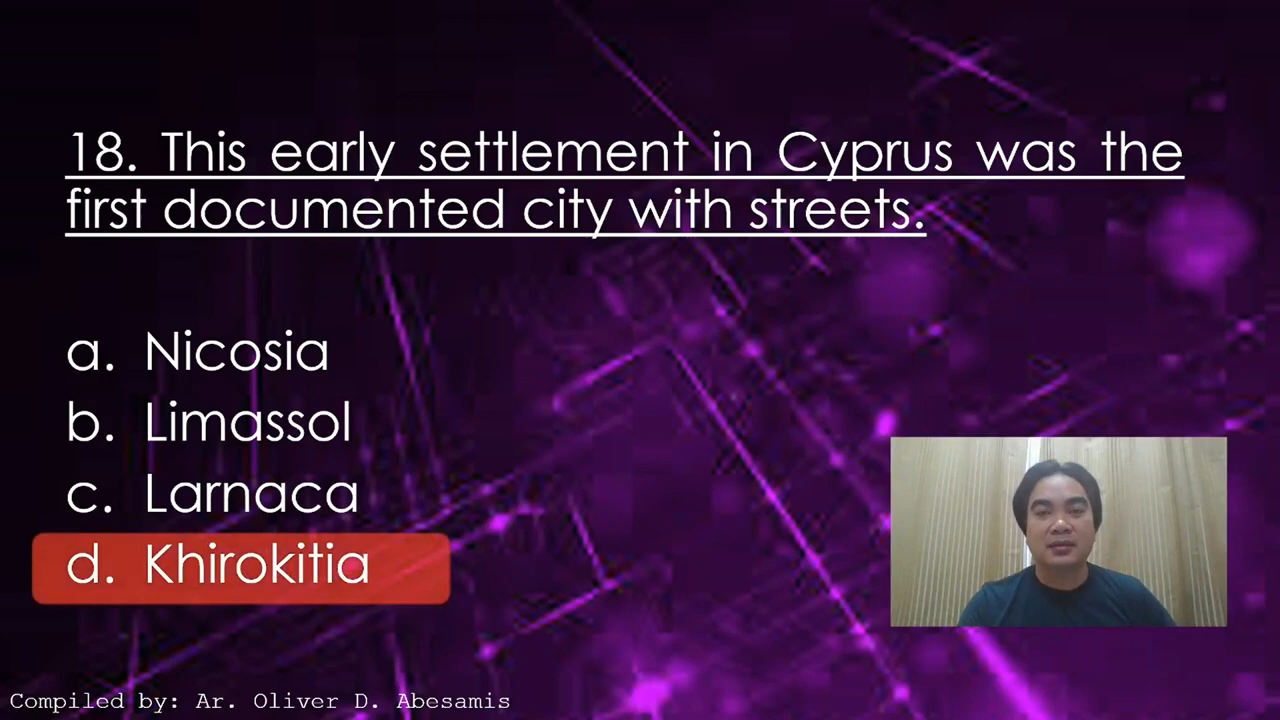 18. This early settlement in Cyprus was the
first documented city with streets.
a. Nicosia
b. Limassol
c. Larnaca
d. Khirokitia
Compiled by: Ar. Oliver D. Abesamis